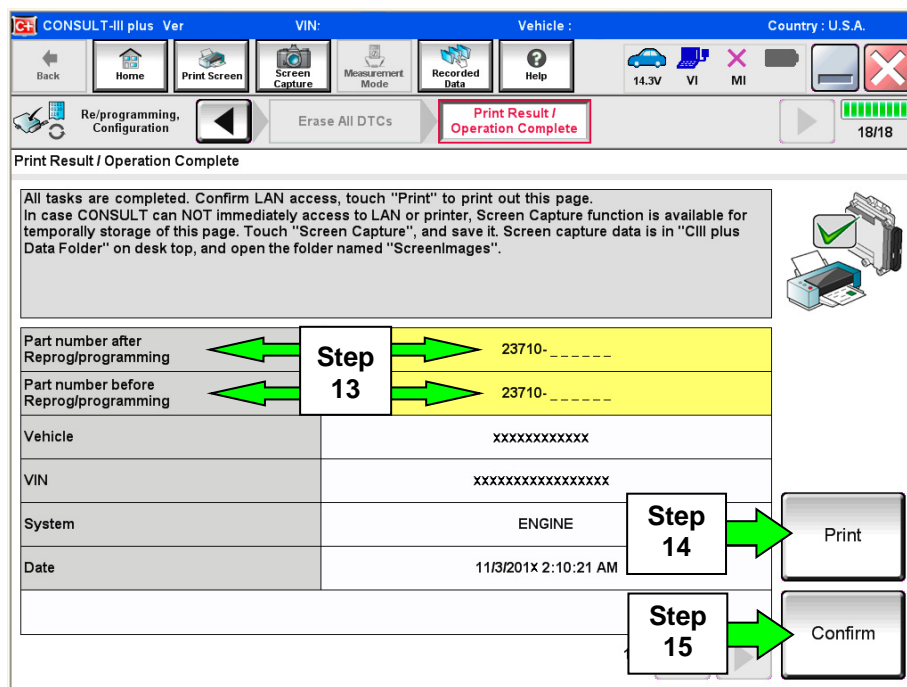 CONSULT-III plus Ver VIN: Vehicle : Country : U.S.A.
Back
Home
Print Screen
Screen Capture
Measurement Mode
Recorded Data
Help
14.3V
VI
MI
Re/programming, Configuration
Erase All DTCs
Print Result / Operation Complete
18/18
Print Result / Operation Complete
All tasks are completed. Confirm LAN access, touch "Print" to print out this page.
In case CONSULT can NOT immediately access to LAN or printer, Screen Capture function is available for
temporally storage of this page. Touch "Screen Capture", and save it. Screen capture data is in "CIII plus
Data Folder" on desk top, and open the folder named "ScreenImages".
Part number after
Reprog/programming
23710-_ _ _ _ _ _
Step
13
Part number before
Reprog/programming
23710-_ _ _ _ _ _
Vehicle
xxxxxxxxxxxx
VIN
xxxxxxxxxxxxxxxxx
System
ENGINE
Step
14
Print
Date
11/3/201X 2:10:21 AM
Step
15
Confirm